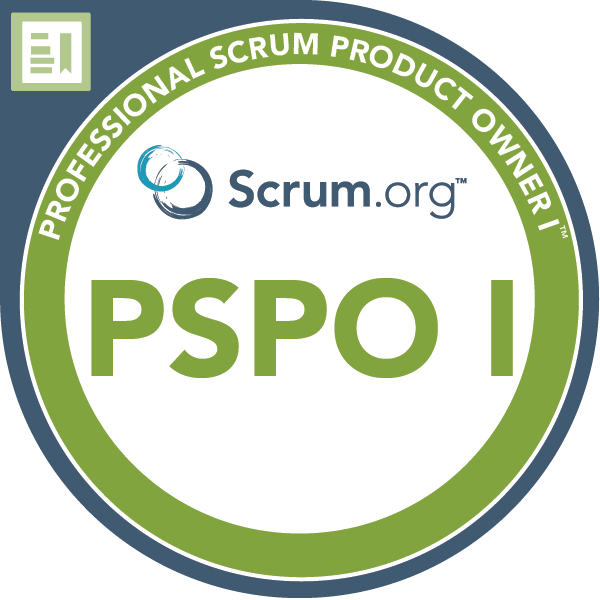 PROFESSIONAL SCRUM PRODUCT OWNER I™
Scrum.org™
PSPO I